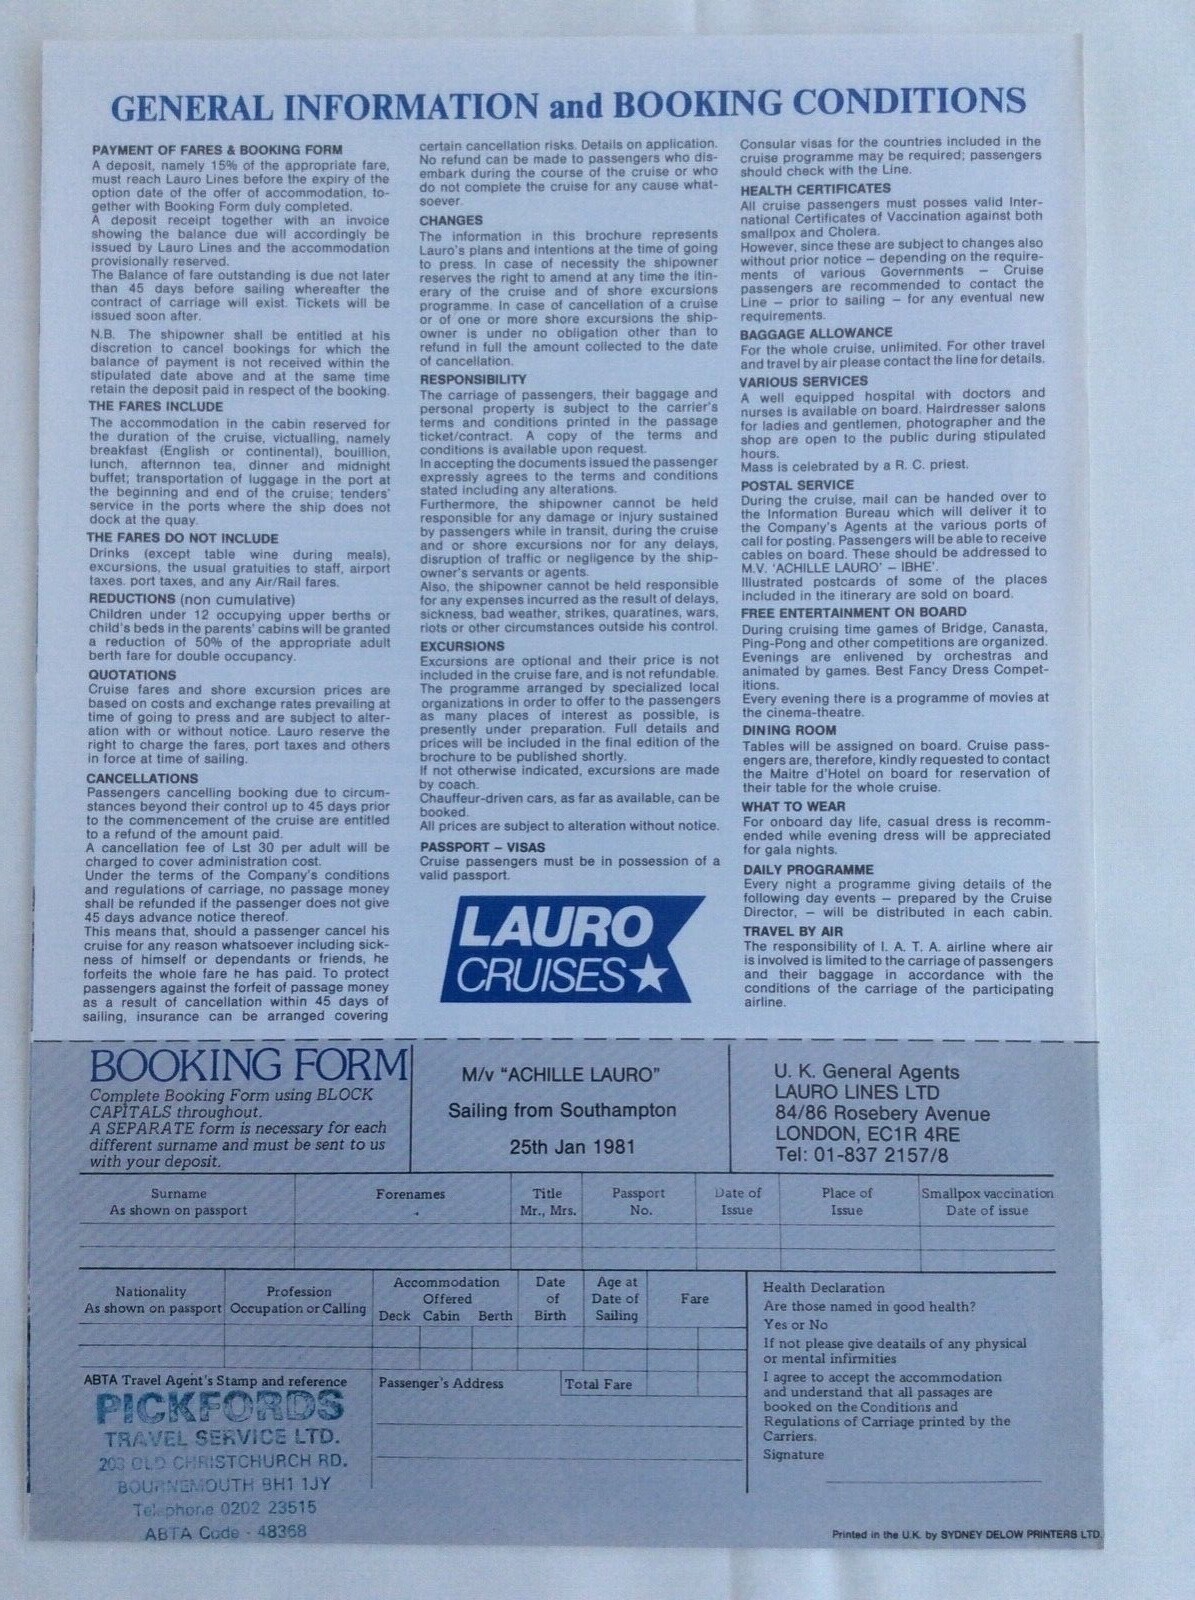 GENERAL INFORMATION and BOOKING CONDITIONS
PAYMENT OF FARES & BOOKING FORM
A deposit, namely 15% of the appropriate fare,
must reach Lauro Lines before the expiry of the
option date of the offer of accommodation, to-
gether with Booking Form duly completed.
A deposit receipt together with an invoice
showing the balance due will accordingly be
issued by Lauro Lines and the accommodation
provisionally reserved.
The Balance of fare outstanding is due not later
than 45 days before sailing whereafter the
contract of carriage will exist. Tickets will be
issued soon after.
N.B. The shipowner shall be entitled at his
discretion to cancel bookings for which the
balance of payment is not received within the
stipulated date above and at the same time
retain the deposit paid in respect of the booking.
THE FARES INCLUDE
The accommodation in the cabin reserved for
the duration of the cruise, victualling, namely
breakfast (English or continental), bouillion,
lunch, afternnon tea, dinner and midnight
buffet; transportation of luggage in the port at
the beginning and end of the cruise; tenders'
service in the ports where the ship does not
dock at the quay.
THE FARES DO NOT INCLUDE
Drinks (except table wine during meals),
excursions, the usual gratuities to staff, airport
taxes, port taxes, and any Air/Rail fares.
REDUCTIONS (non cumulative)
Children under 12 occupying upper berths or
child's beds in the parents' cabins will be granted
a reduction of 50% of the appropriate adult
berth fare for double occupancy.
QUOTATIONS
Cruise fares and shore excursion prices are
based on costs and exchange rates prevailing at
time of going to press and are subject to alter-
ation with or without notice. Lauro reserve the
right to charge the fares, port taxes and others
in force at time of sailing.
CANCELLATIONS
Passengers cancelling booking due to circum-
stances beyond their control up to 45 days prior
to the commencement of the cruise are entitled
to a refund of the amount paid.
A cancellation fee of Lst 30 per adult will be
charged to cover administration cost.
Under the terms of the Company's conditions
and regulations of carriage, no passage money
shall be refunded if the passenger does not give
45 days advance notice thereof.
This means that, should a passenger cancel his
cruise for any reason whatsoever including sick-
ness of himself or dependants or friends, he
forfeits the whole fare he has paid. To protect
passengers against the forfeit of passage money
as a result of cancellation within 45 days of
sailing, insurance can be arranged covering
certain cancellation risks. Details on application.
No refund can be made to passengers who dis-
embark during the course of the cruise or who
do not complete the cruise for any cause what-
soever.
CHANGES
The information in this brochure represents
Lauro's plans and intentions at the time of going
to press. In case of necessity the shipowner
reserves the right to amend at any time the itin-
erary of the cruise and of shore excursions
programme. In case of cancellation of a cruise
or of one or more shore excursions the ship-
owner is under no obligation other than to
refund in full the amount collected to the date
of cancellation.
RESPONSIBILITY
The carriage of passengers, their baggage and
personal property is subject to the carrier's
terms and conditions printed in the passage
ticket/contract. A copy of the terms and
conditions is available upon request.
In accepting the documents issued the passenger
expressly agrees to the terms and conditions
stated including any alterations.
Furthermore, the shipowner cannot be held
responsible for any damage or injury sustained
by passengers while in transit, during the cruise
and or shore excursions nor for any delays,
disruption of traffic or negligence by the ship-
owner's servants or agents.
Also, the shipowner cannot be held responsible
for any expenses incurred as the result of delays,
sickness, bad weather, strikes, quaratines, wars,
riots or other circumstances outside his control.
EXCURSIONS
Excursions are optional and their price is not
included in the cruise fare, and is not refundable.
The programme arranged by specialized local
organizations in order to offer to the passengers
as many places of interest as possible, is
presently under preparation. Full details and
prices will be included in the final edition of the
brochure to be published shortly.
If not otherwise indicated, excursions are made
by coach.
Chauffeur-driven cars, as far as available, can be
booked.
All prices are subject to alteration without notice.
PASSPORT – VISAS
Cruise passengers must be in possession of a
valid passport.
LAURO
CRUISES
Consular visas for the countries included in the
cruise programme may be required; passengers
should check with the Line.
HEALTH CERTIFICATES
All cruise passengers must posses valid Inter-
national Certificates of Vaccination against both
smallpox and Cholera.
However, since these are subject to changes also
without prior notice – depending on the require-
ments of various Governments – Cruise
passengers are recommended to contact the
Line – prior to sailing – for any eventual new
requirements.
BAGGAGE ALLOWANCE
For the whole cruise, unlimited. For other travel
and travel by air please contact the line for details.
VARIOUS SERVICES
A well equipped hospital with doctors and
nurses is available on board. Hairdresser salons
for ladies and gentlemen, photographer and the
shop are open to the public during stipulated
hours.
Mass is celebrated by a R. C. priest.
POSTAL SERVICE
During the cruise, mail can be handed over to
the Information Bureau which will deliver it to
the Company's Agents at the various ports of
call for posting. Passengers will be able to receive
cables on board. These should be addressed to
M.V. 'ACHILLE LAURO' – IBHE'.
Illustrated postcards of some of the places
included in the itinerary are sold on board.
FREE ENTERTAINMENT ON BOARD
During cruising time games of Bridge, Canasta,
Ping-Pong and other competitions are organized.
Evenings are enlivened by orchestras and
animated by games. Best Fancy Dress Compet-
itions.
Every evening there is a programme of movies at
the cinema-theatre.
DINING ROOM
Tables will be assigned on board. Cruise pass-
engers are, therefore, kindly requested to contact
the Maitre d'Hotel on board for reservation of
their table for the whole cruise.
WHAT TO WEAR
For onboard day life, casual dress is recomm-
ended while evening dress will be appreciated
for gala nights.
DAILY PROGRAMME
Every night a programme giving details of the
following day events – prepared by the Cruise
Director, – will be distributed in each cabin.
TRAVEL BY AIR
The responsibility of I. A. T. A. airline where air
is involved is limited to the carriage of passengers
and their baggage in accordance with the
conditions of the carriage of the participating
airline.
BOOKING FORM
Complete Booking Form using BLOCK
CAPITALS throughout.
A SEPARATE form is necessary for each
different surname and must be sent to us
with your deposit.
M/v "ACHILLE LAURO"
Sailing from Southampton
25th Jan 1981
U. K. General Agents
LAURO LINES LTD
84/86 Rosebery Avenue
LONDON, EC1R 4RE
Tel: 01-837 2157/8
Surname
As shown on passport
Forenames
Title
Mr., Mrs.
Passport
No.
Date of
Issue
Place of
Issue
Smallpox vaccination
Date of issue
Nationality
As shown on passport
Profession
Occupation or Calling
Accommodation
Offered
Deck Cabin Berth
Date
of
Birth
Age at
Date of
Sailing
Fare
Health Declaration
Are those named in good health?
Yes or No
If not please give deatails of any physical
or mental infirmities
I agree to accept the accommodation
and understand that all passages are
booked on the Conditions and
Regulations of Carriage printed by the
Carriers.
Signature
ABTA Travel Agent's Stamp and reference
PICKFORDS
TRAVEL SERVICE LTD.
203 OLD CHRISTCHURCH RD.
BOURNEMOUTH BH1 1JY
Telephone 0202 23515
ABTA Code - 48368
Passenger's Address
Total Fare
Printed in the U.K. by SYDNEY DELOW PRINTERS LTD.